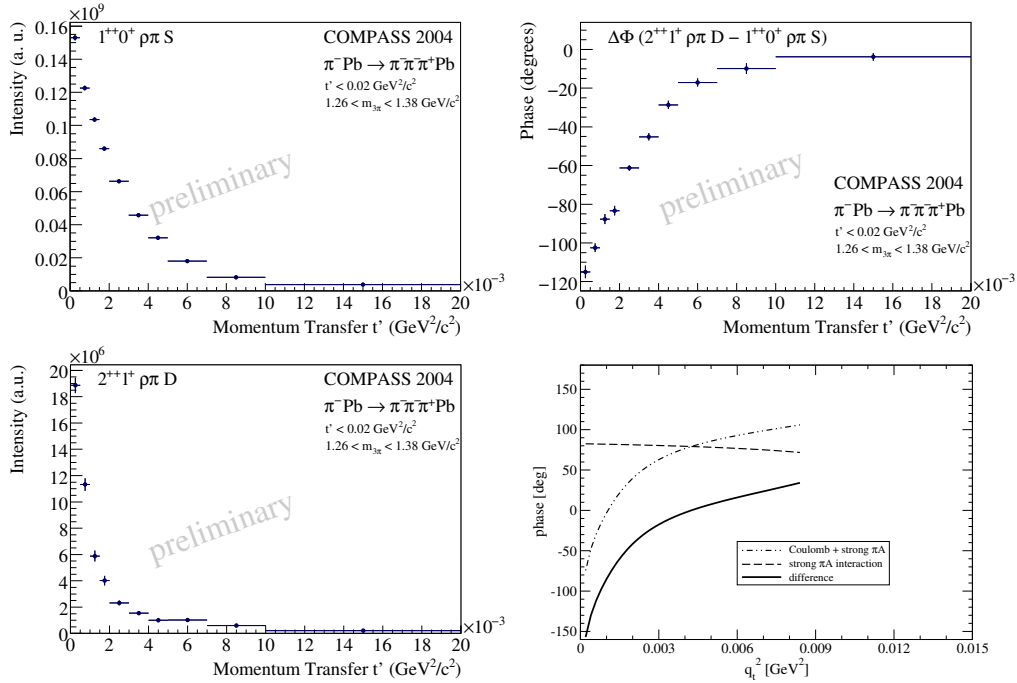 ×10⁹
1⁺⁺0⁺ ρπ S
COMPASS 2004
π⁻Pb → π⁻π⁻π⁺Pb
t' < 0.02 GeV²/c²
1.26 < m₃π < 1.38 GeV/c²
preliminary
Intensity (a. u.)
0.16
0.14
0.12
0.1
0.08
0.06
0.04
0.02
0
0 2 4 6 8 10 12 14 16 18 20
×10⁻³
Momentum Transfer t' (GeV²/c²)
ΔΦ (2⁺⁺1⁺ ρπ D − 1⁺⁺0⁺ ρπ S)
Phase (degrees)
0
−20
−40
−60
−80
−100
−120
preliminary
COMPASS 2004
π⁻Pb → π⁻π⁻π⁺Pb
t' < 0.02 GeV²/c²
1.26 < m₃π < 1.38 GeV/c²
0 2 4 6 8 10 12 14 16 18 20
×10⁻³
Momentum Transfer t' (GeV²/c²)
×10⁶
2⁺⁺1⁺ ρπ D
COMPASS 2004
π⁻Pb → π⁻π⁻π⁺Pb
t' < 0.02 GeV²/c²
1.26 < m₃π < 1.38 GeV/c²
preliminary
Intensity (a.u.)
20
18
16
14
12
10
8
6
4
2
0
0 2 4 6 8 10 12 14 16 18 20
×10⁻³
Momentum Transfer t' (GeV²/c²)
phase [deg]
150
100
50
0
-50
-100
-150
Coulomb + strong πA
strong πA interaction
difference
0 0.003 0.006 0.009 0.012 0.015
qₜ² [GeV²]